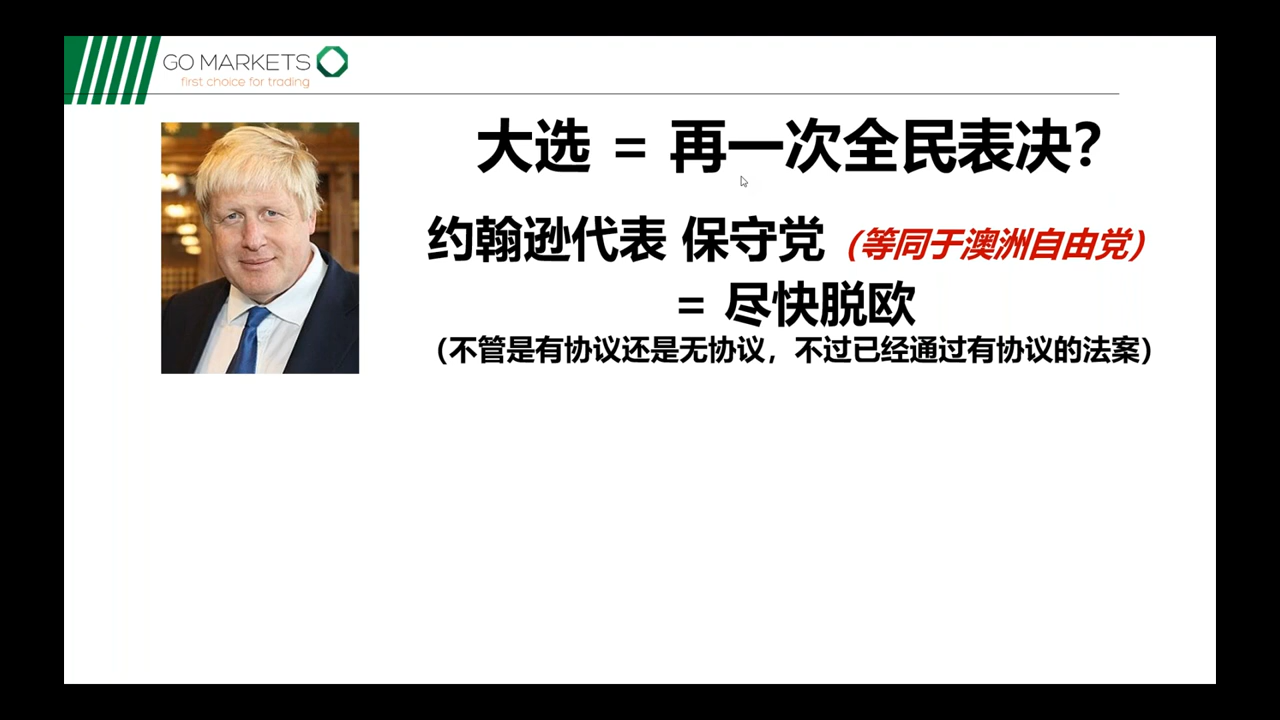 GO MARKETS
first choice for trading
大选 = 再一次全民表决?
约翰逊代表 保守党 (等同于澳洲自由党)
= 尽快脱欧
(不管是有协议还是无协议，不过已经通过有协议的法案)